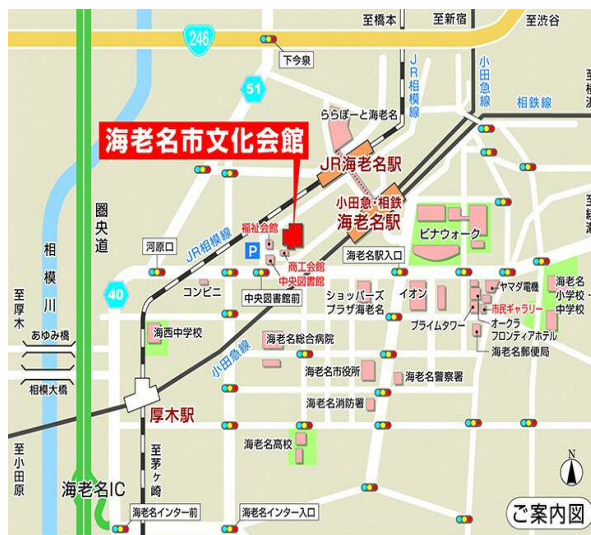 至橋本
至新宿
至渋谷
246
下今泉
JR相模線
小田急線
相鉄線
至横浜
51
ららぽーと海老名
海老名市文化会館
JR海老名駅
小田急・相鉄
海老名駅
圏央道
相模川
福祉会館
ビナウォーク
河原口
JR相模線
P
商工会館
中央図書館
海老名駅入口
40
コンビニ
中央図書館前
ショッパーズ
プラザ海老名
イオン
ヤマダ電機
市民ギャラリー
海老名
小学校・
中学校
プライムタワー
オークラ
フロンティアホテル
海老名郵便局
至厚木
あゆみ橋
相模大橋
海西中学校
海老名総合病院
小田急線
海老名市役所
海老名警察署
海老名消防署
厚木駅
至小田原
至茅ヶ崎
海老名高校
海老名IC
海老名インター前
海老名インター入口
N
ご案内図